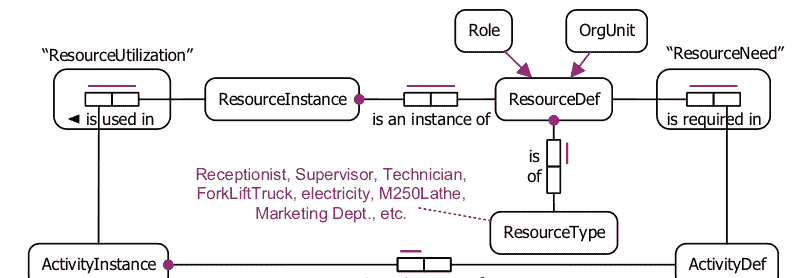 Role
OrgUnit
“ResourceUtilization”
“ResourceNeed”
ResourceInstance
ResourceDef
◄ is used in
is an instance of
is required in
is
of
Receptionist, Supervisor, Technician,
ForkLiftTruck, electricity, M250Lathe,
Marketing Dept., etc.
ResourceType
ActivityInstance
ActivityDef